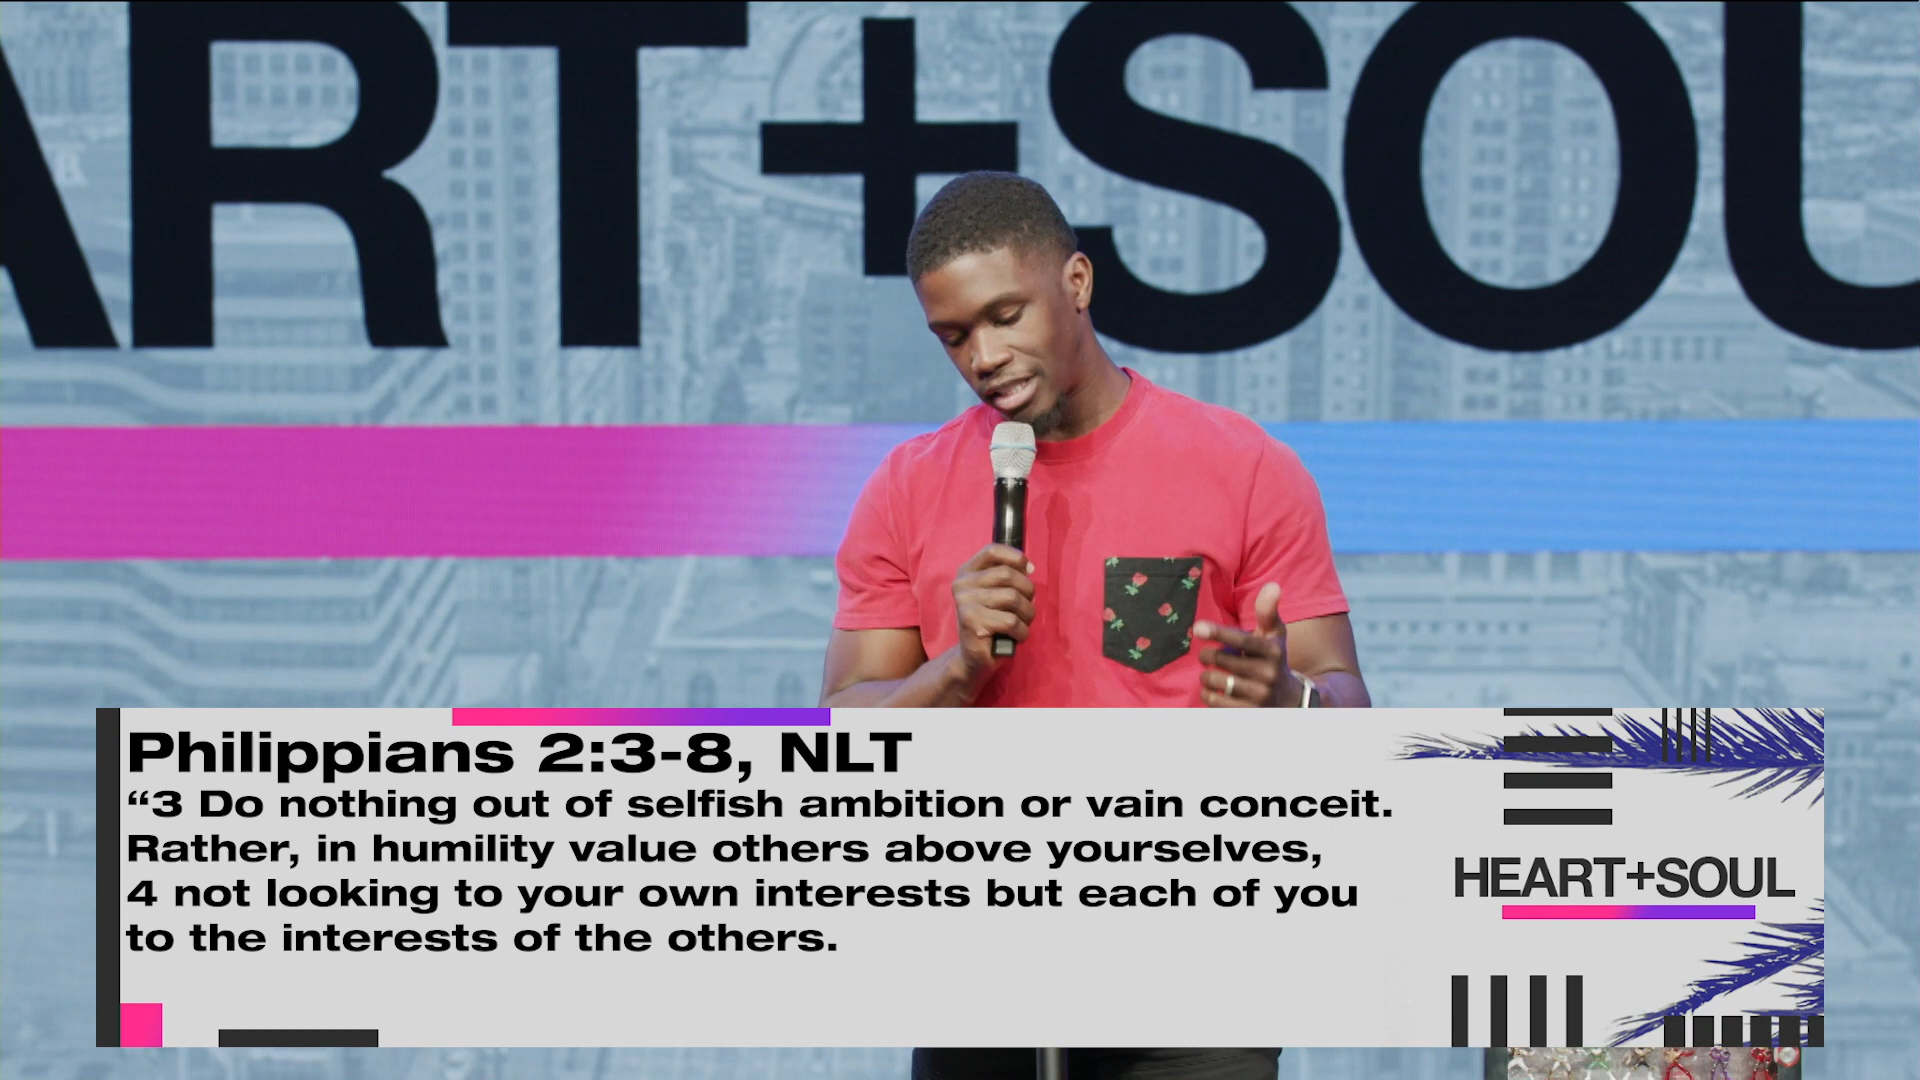 ART+SOU
Philippians 2:3-8, NLT
“3 Do nothing out of selfish ambition or vain conceit.
Rather, in humility value others above yourselves,
4 not looking to your own interests but each of you
to the interests of the others.
HEART+SOUL